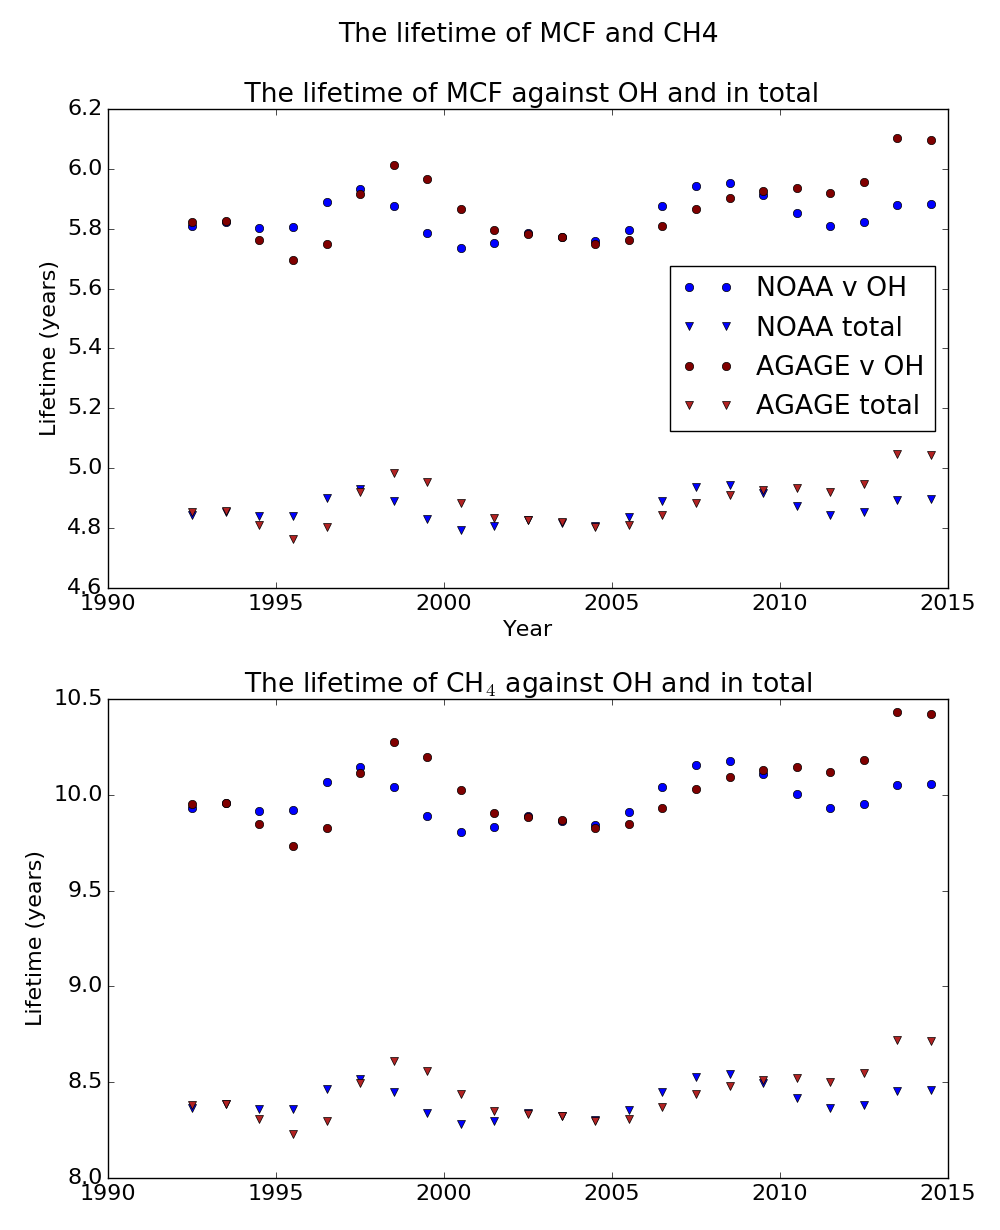 The lifetime of MCF and CH4
The lifetime of MCF against OH and in total
6.2
6.0
5.8
5.6
5.4
5.2
5.0
4.8
4.6
Lifetime (years)
NOAA v OH
NOAA total
AGAGE v OH
AGAGE total
1990 1995 2000 2005 2010 2015
Year
The lifetime of CH₄ against OH and in total
10.5
10.0
9.5
9.0
8.5
8.0
Lifetime (years)
1990 1995 2000 2005 2010 2015